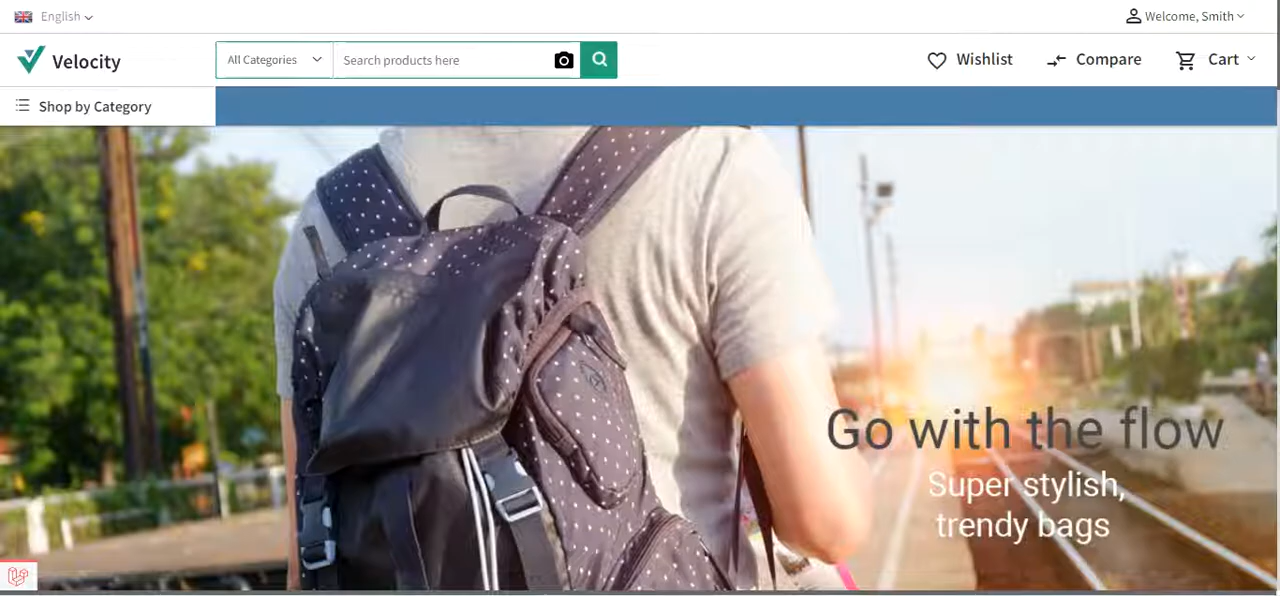 English
Welcome, Smith
Velocity
All Categories
Search products here
Wishlist
Compare
Cart
Shop by Category
Go with the flow
Super stylish,
trendy bags